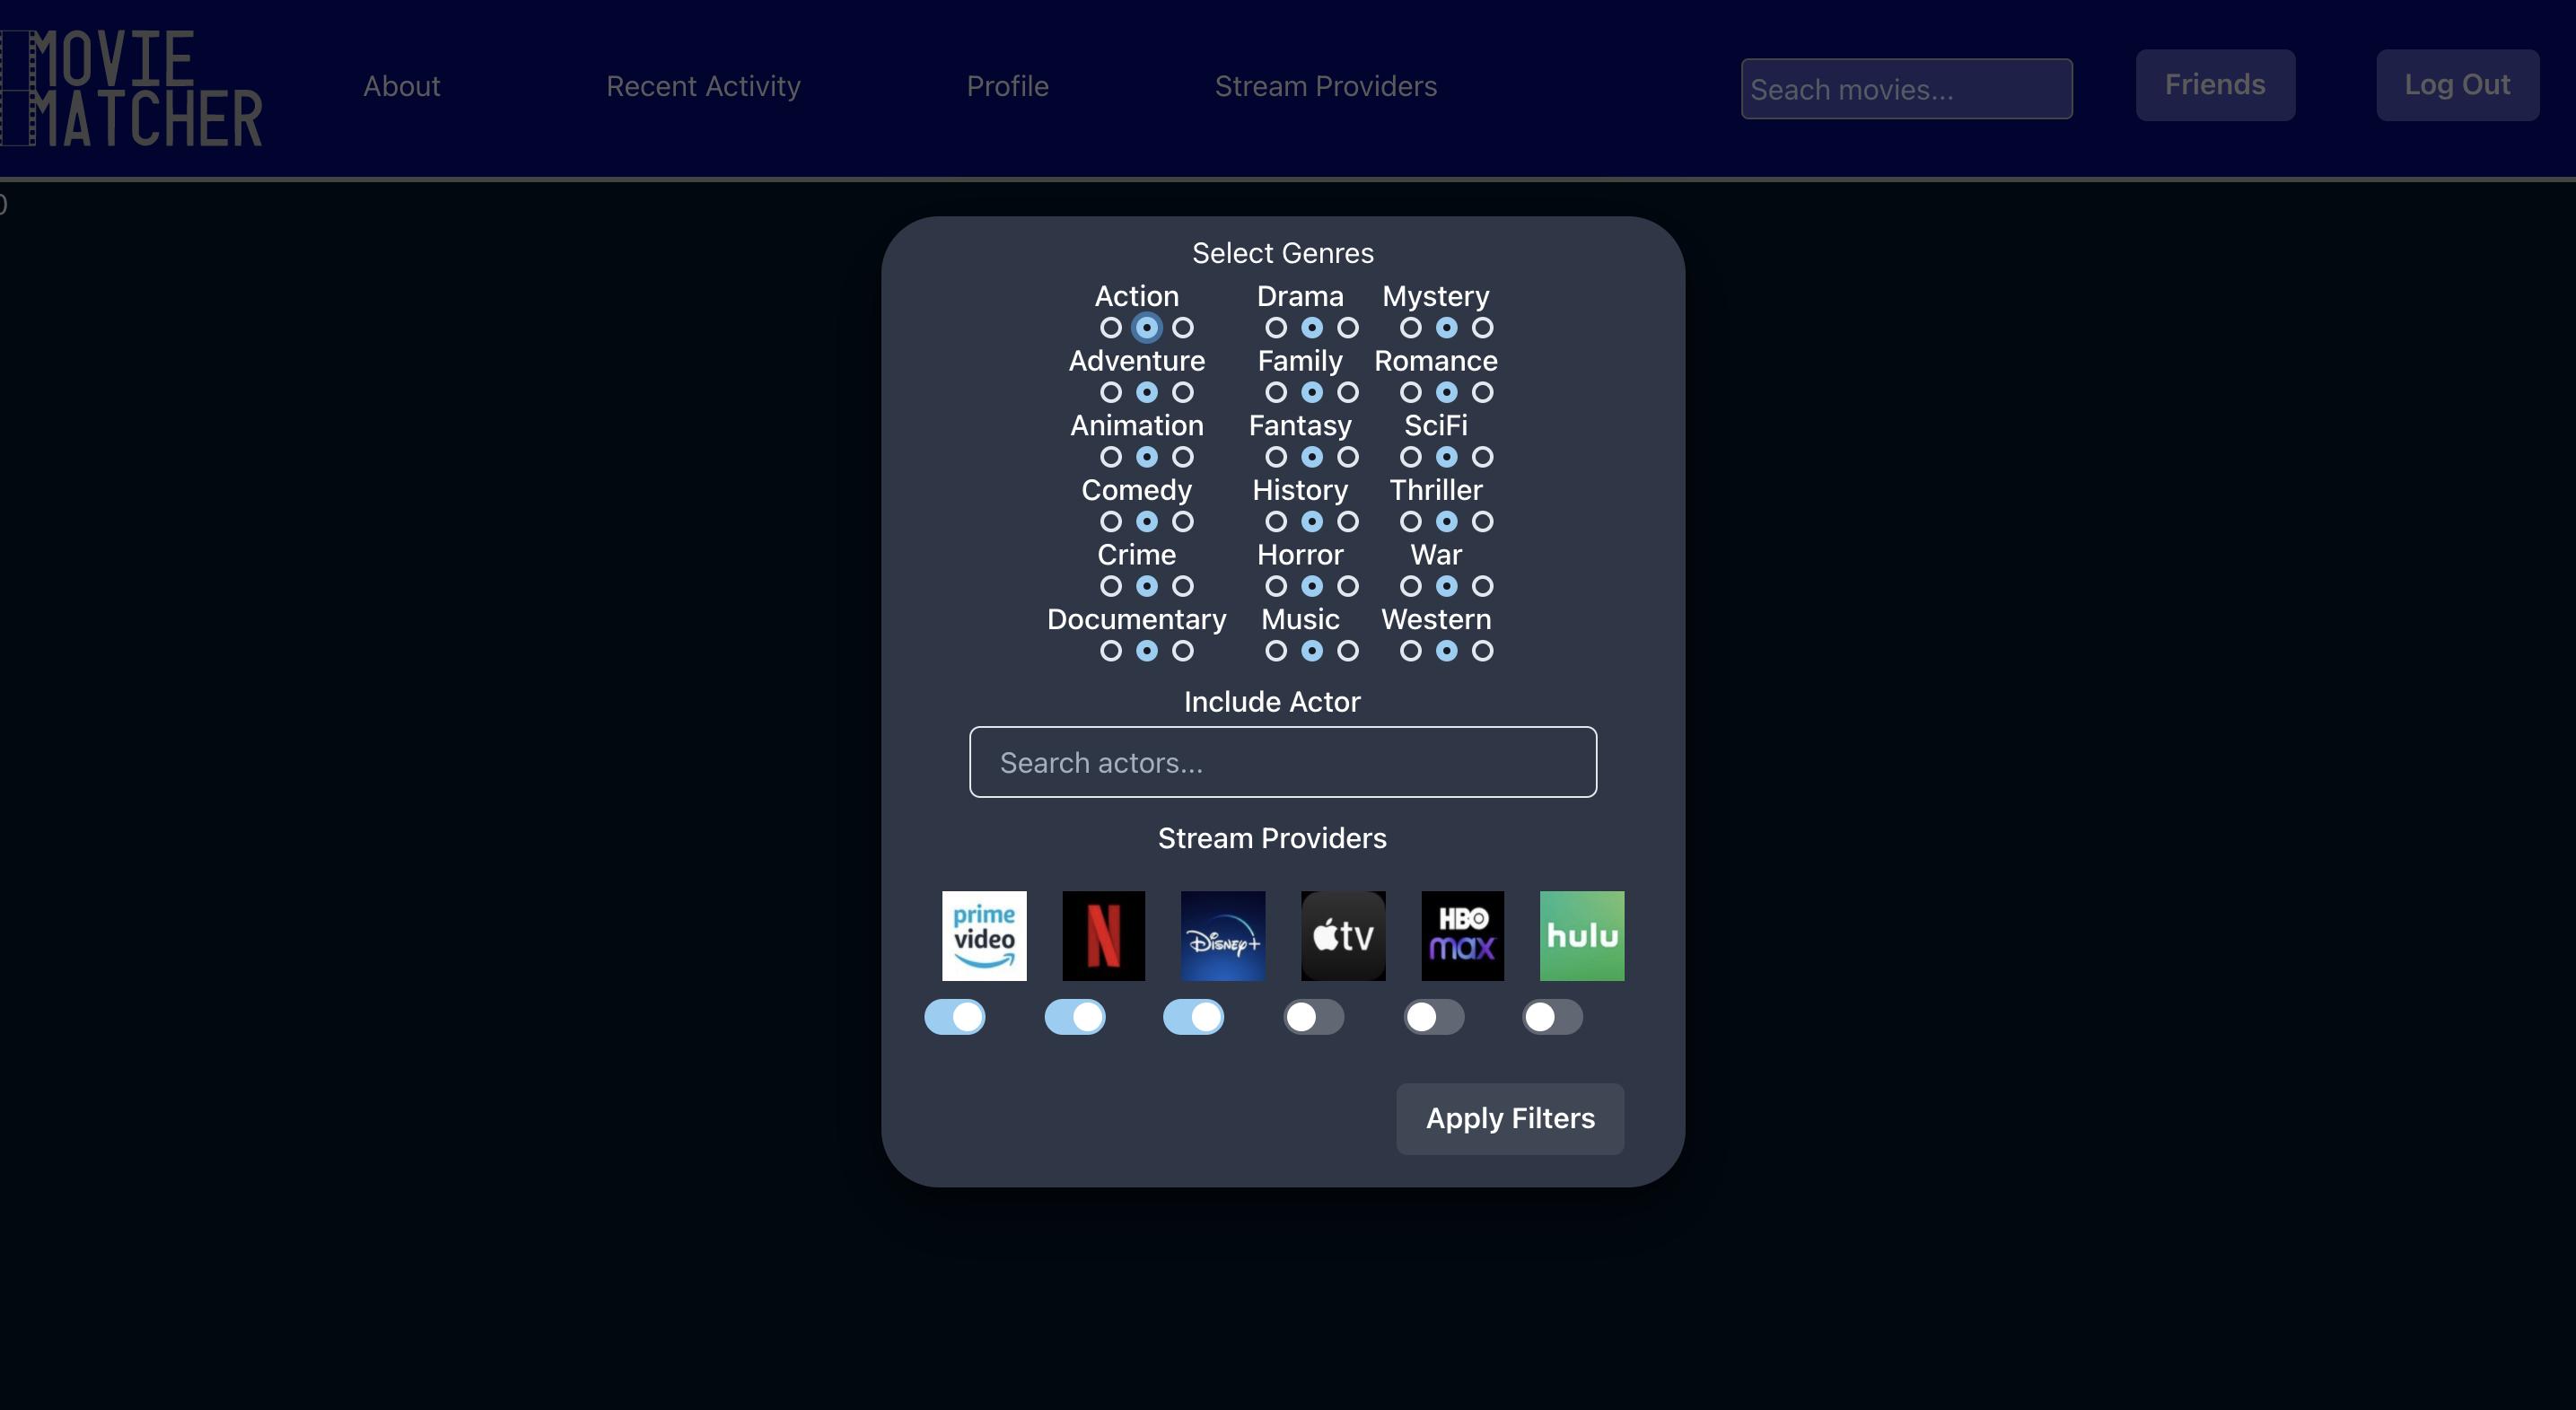 MOVIE
MATCHER
About
Recent Activity
Profile
Stream Providers
Seach movies...
Friends
Log Out
Select Genres
Action Drama Mystery
Adventure Family Romance
Animation Fantasy SciFi
Comedy History Thriller
Crime Horror War
Documentary Music Western
Include Actor
Search actors...
Stream Providers
prime video
N
Disney+
tv
HBO max
hulu
Apply Filters